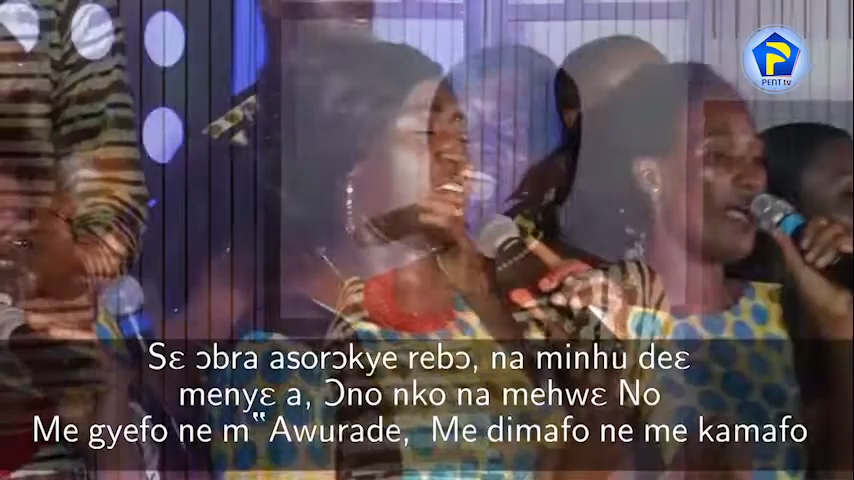 PENT tv
Sɛ ɔbra asorɔkye rebɔ, na minhu deɛ
menyɛ a, Ɔno nko na mehwɛ No
Me gyefo ne m‟Awurade, Me dimafo ne me kamafo